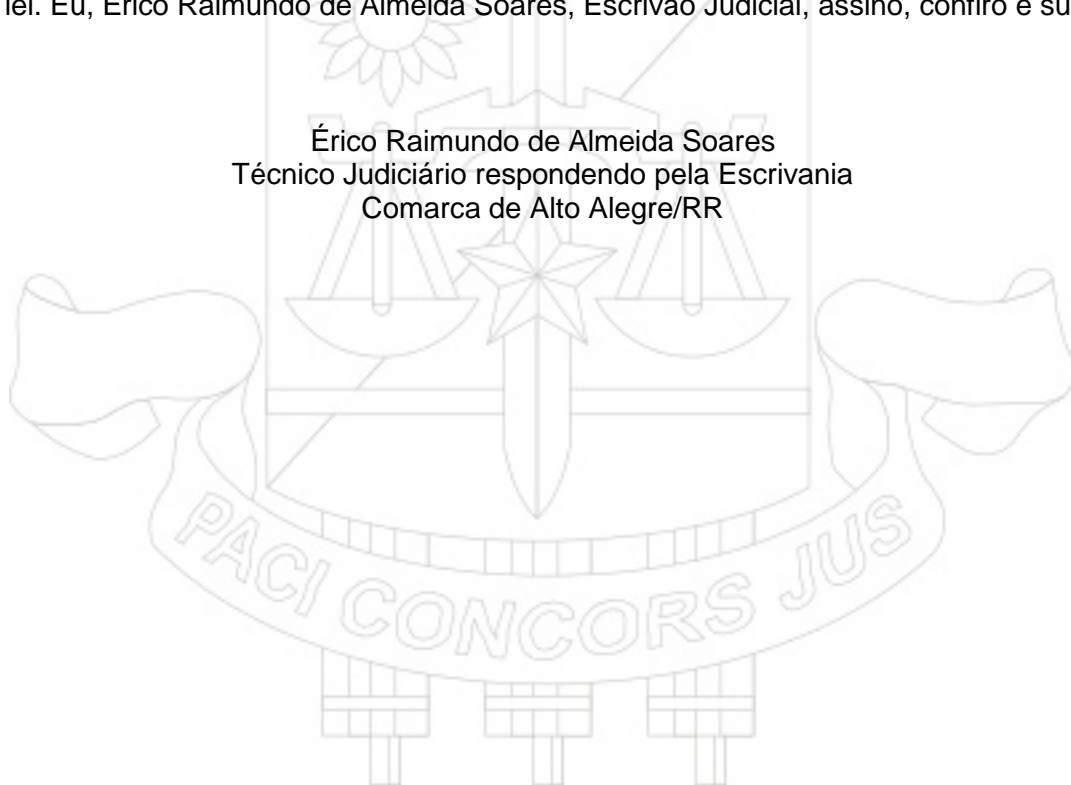 lei. Eu, Érico Raimundo de Almeida Soares, Escrivão Judicial, assino, confiro e su
Érico Raimundo de Almeida Soares
Técnico Judiciário respondendo pela Escrivania
Comarca de Alto Alegre/RR
PACI CONCORS JUS